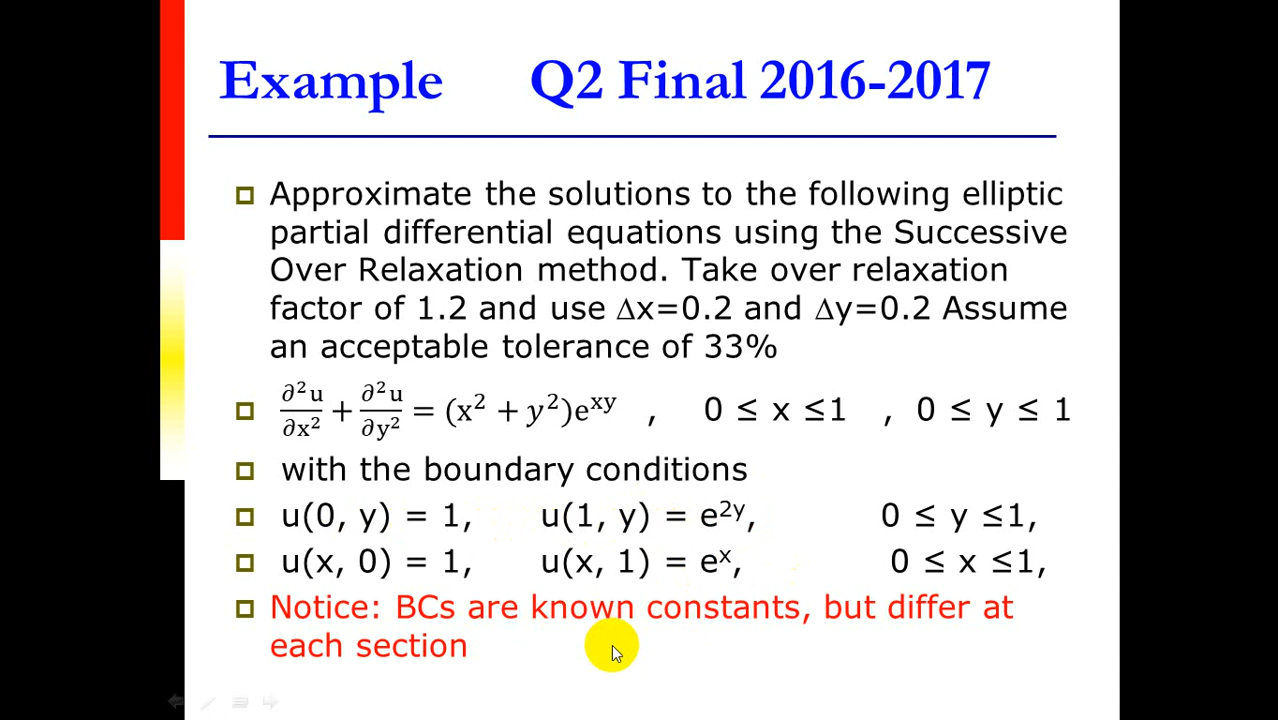 Example Q2 Final 2016-2017
Approximate the solutions to the following elliptic
partial differential equations using the Successive
Over Relaxation method. Take over relaxation
factor of 1.2 and use Δx=0.2 and Δy=0.2 Assume
an acceptable tolerance of 33%
∂²u/∂x² + ∂²u/∂y² = (x² + y²)eˣʸ , 0 ≤ x ≤1 , 0 ≤ y ≤ 1
with the boundary conditions
u(0, y) = 1, u(1, y) = e²ʸ, 0 ≤ y ≤1,
u(x, 0) = 1, u(x, 1) = eˣ, 0 ≤ x ≤1,
Notice: BCs are known constants, but differ at
each section